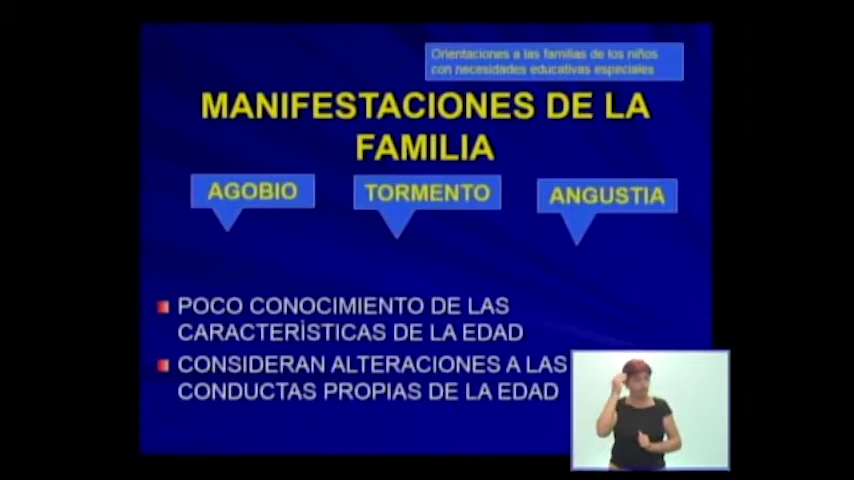 Orientaciones a las familias de los niños
con necesidades educativas especiales
MANIFESTACIONES DE LA
FAMILIA
AGOBIO
TORMENTO
ANGUSTIA
POCO CONOCIMIENTO DE LAS
CARACTERÌSTICAS DE LA EDAD
CONSIDERAN ALTERACIONES A LAS
CONDUCTAS PROPIAS DE LA EDAD